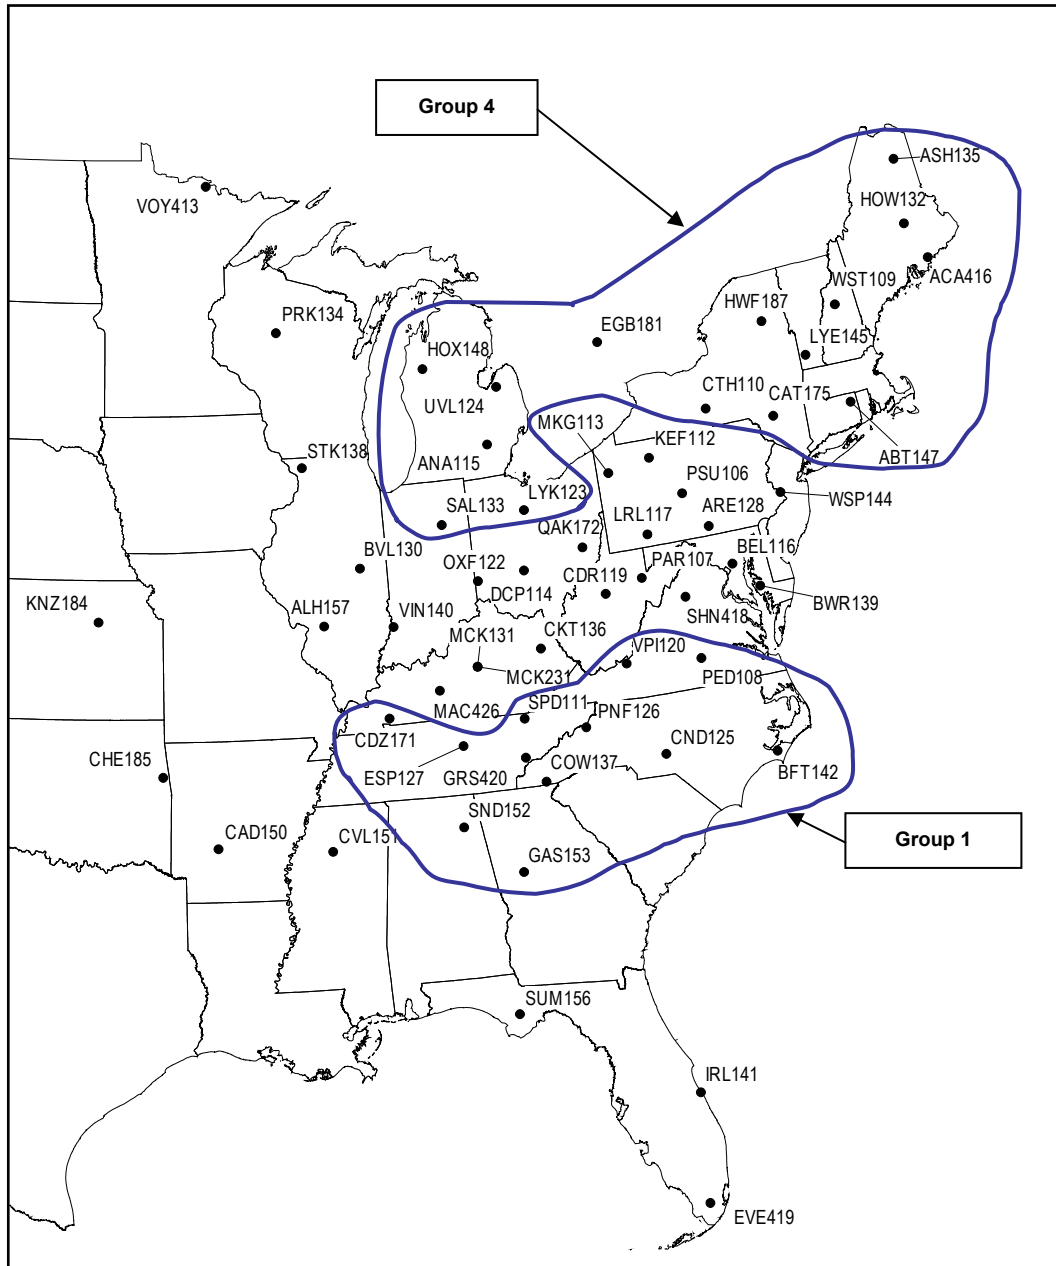 Group 4
ASH135
VOY413
HOW132
ACA416
WST109
HWF187
PRK134
EGB181
LYE145
HOX148
CTH110
CAT175
UVL124
MKG113
KEF112
STK138
ANA115
ABT147
PSU106
LYK123
WSP144
SAL133
LRL117
ARE128
QAK172
BVL130
OXF122
PAR107
BEL116
CDR119
DCP114
KNZ184
ALH157
VIN140
BWR139
SHN418
MCK131
CKT136
VPI120
MCK231
PED108
MAC426
SPD111
PNF126
CDZ171
CND125
CHE185
ESP127
GRS420
COW137
BFT142
SND152
CAD150
CVL151
Group 1
GAS153
SUM156
IRL141
EVE419